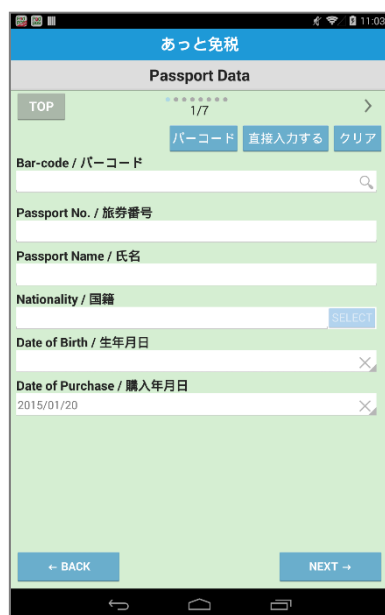 11:03
あっと免税
Passport Data
TOP
1/7
バーコード 直接入力する クリア
Bar-code / バーコード
Passport No. / 旅券番号
Passport Name / 氏名
Nationality / 国籍
SELECT
Date of Birth / 生年月日
Date of Purchase / 購入年月日
2015/01/20
← BACK
NEXT →